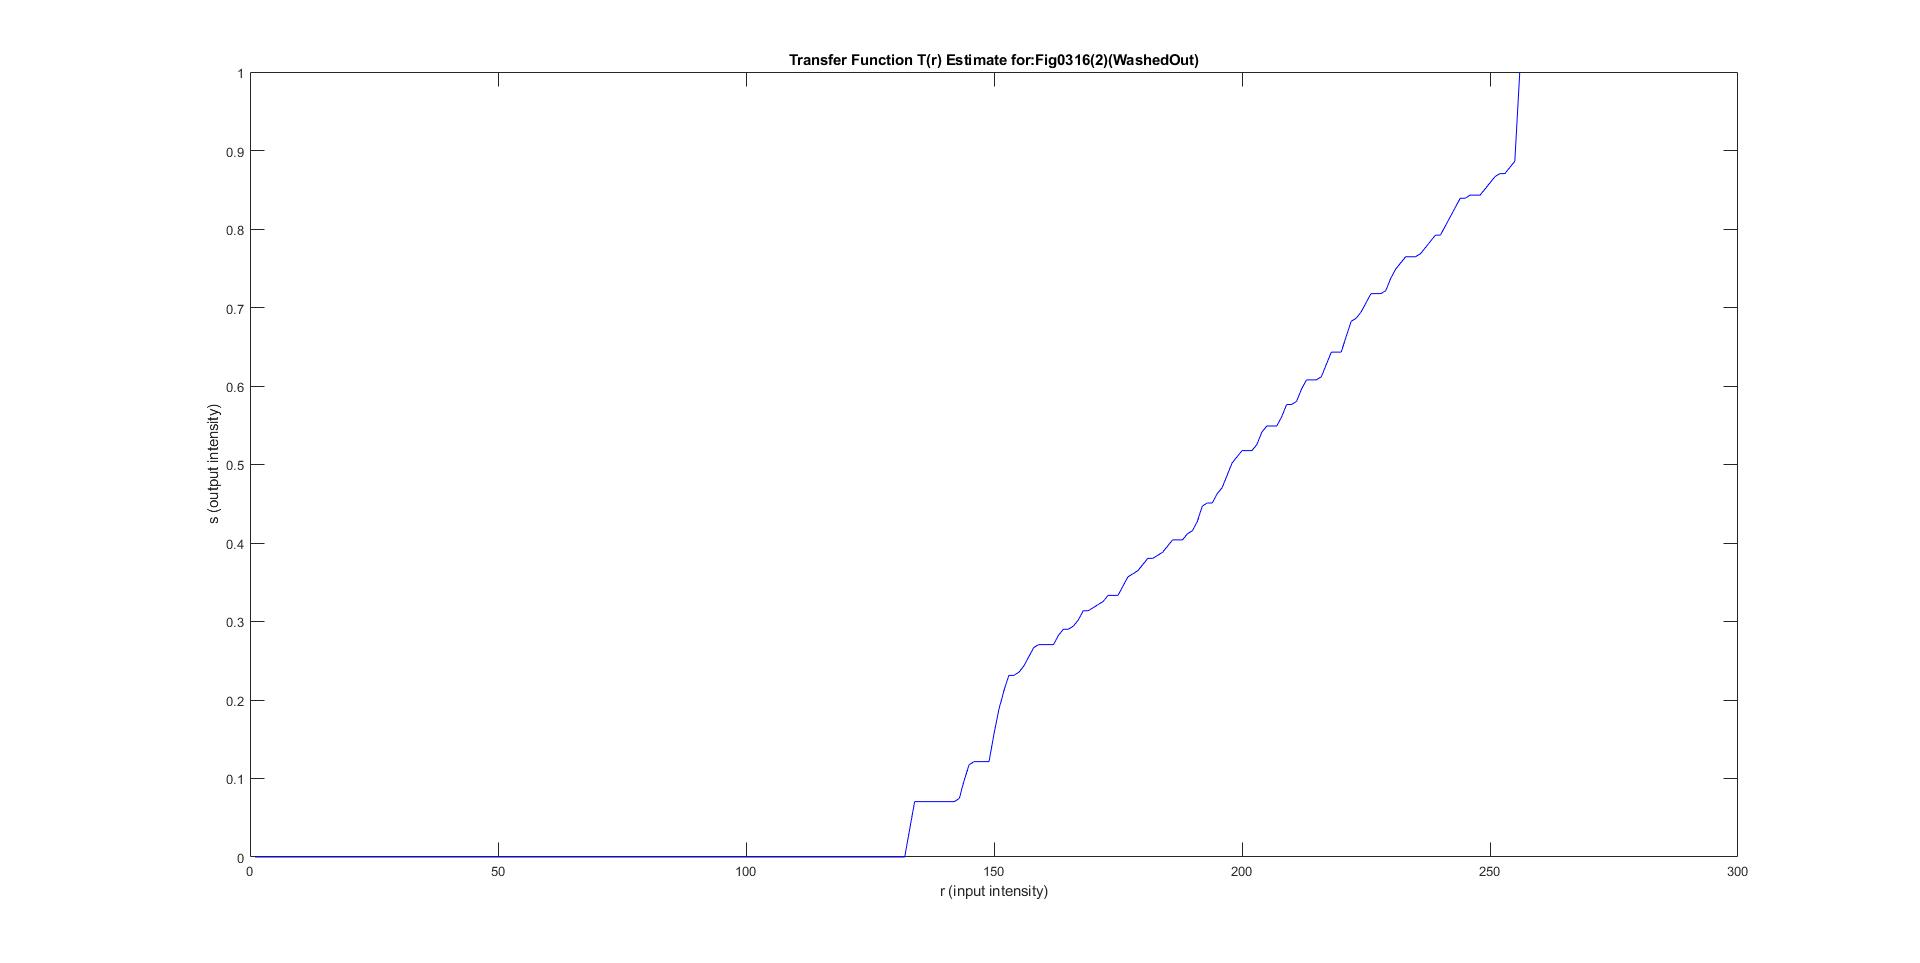 Transfer Function T(r) Estimate for:Fig0316(2)(WashedOut)
1
0.9
0.8
0.7
0.6
0.5
0.4
0.3
0.2
0.1
0
s (output intensity)
0 50 100 150 200 250 300
r (input intensity)